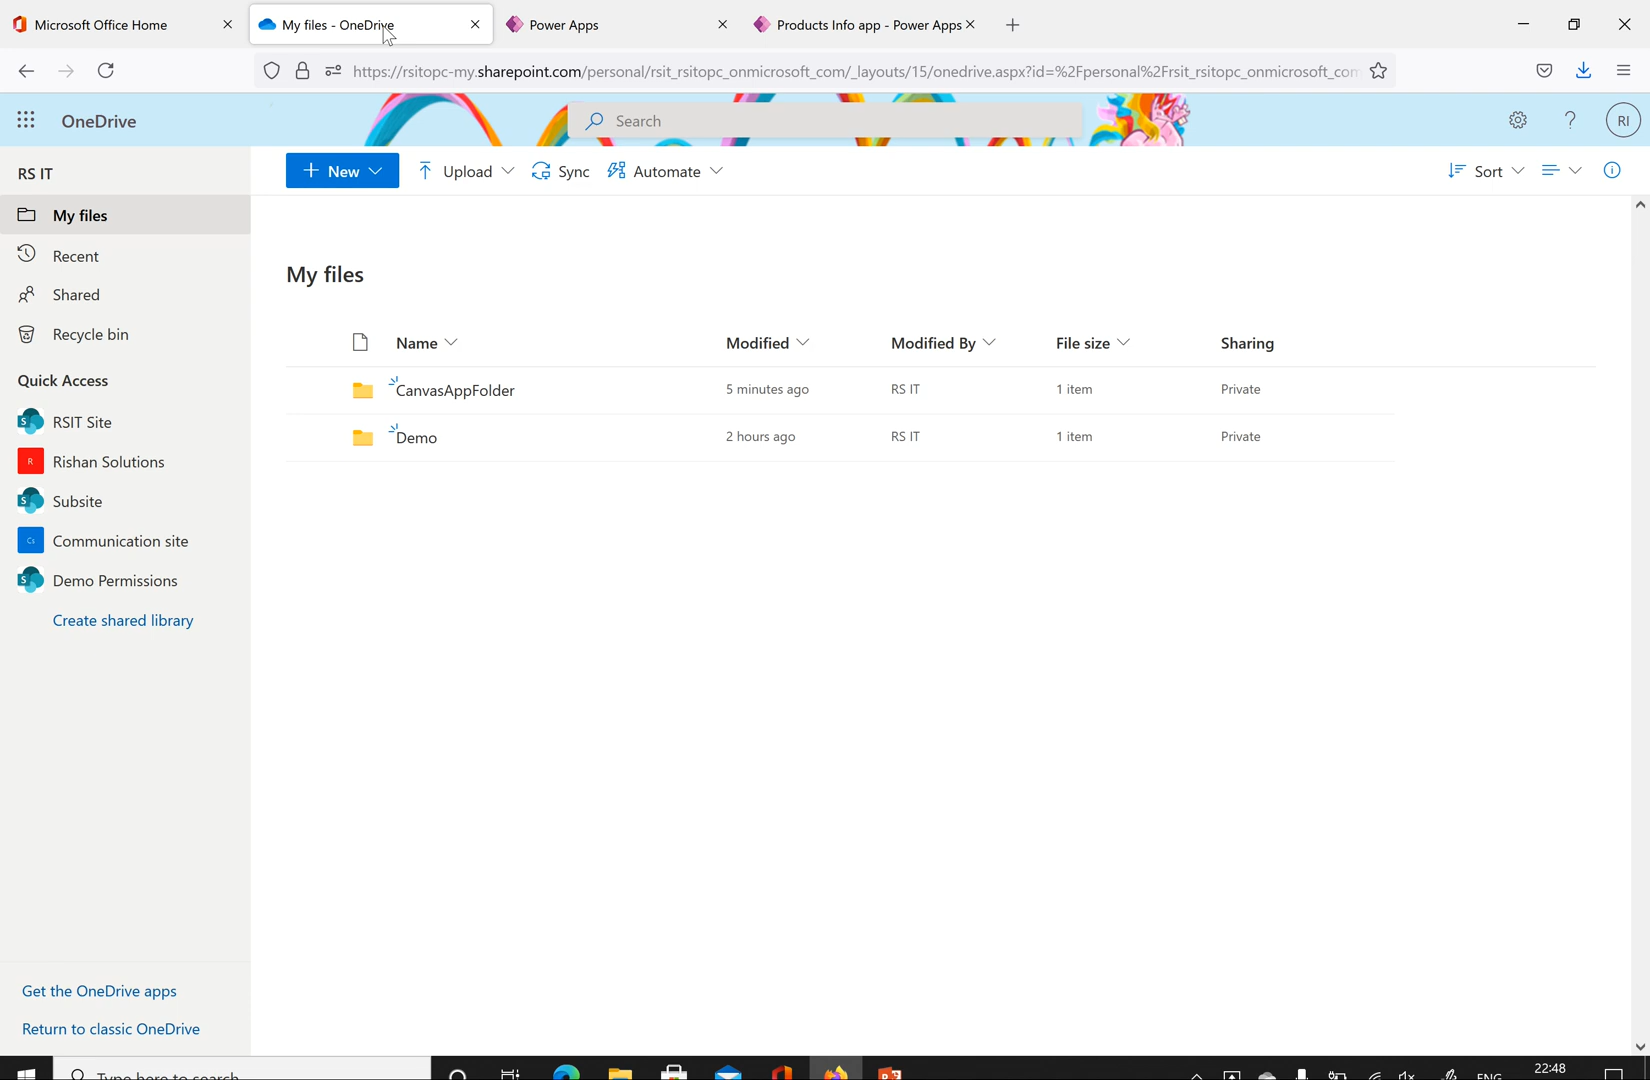 Microsoft Office Home
My files - OneDrive
Power Apps
Products Info app - Power Apps
https://rsitopc-my.sharepoint.com/personal/rsit_rsitopc_onmicrosoft_com/_layouts/15/onedrive.aspx?id=%2Fpersonal%2Frsit_rsitopc_onmicrosoft_com
OneDrive
Search
RI
RS IT
New
Upload
Sync
Automate
Sort
My files
Recent
Shared
Recycle bin
Quick Access
S RSIT Site
R Rishan Solutions
S Subsite
Cs Communication site
S Demo Permissions
Create shared library
Get the OneDrive apps
Return to classic OneDrive
My files
Name Modified Modified By File size Sharing
CanvasAppFolder 5 minutes ago RS IT 1 item Private
Demo 2 hours ago RS IT 1 item Private
Type here to search
ENG
22:48